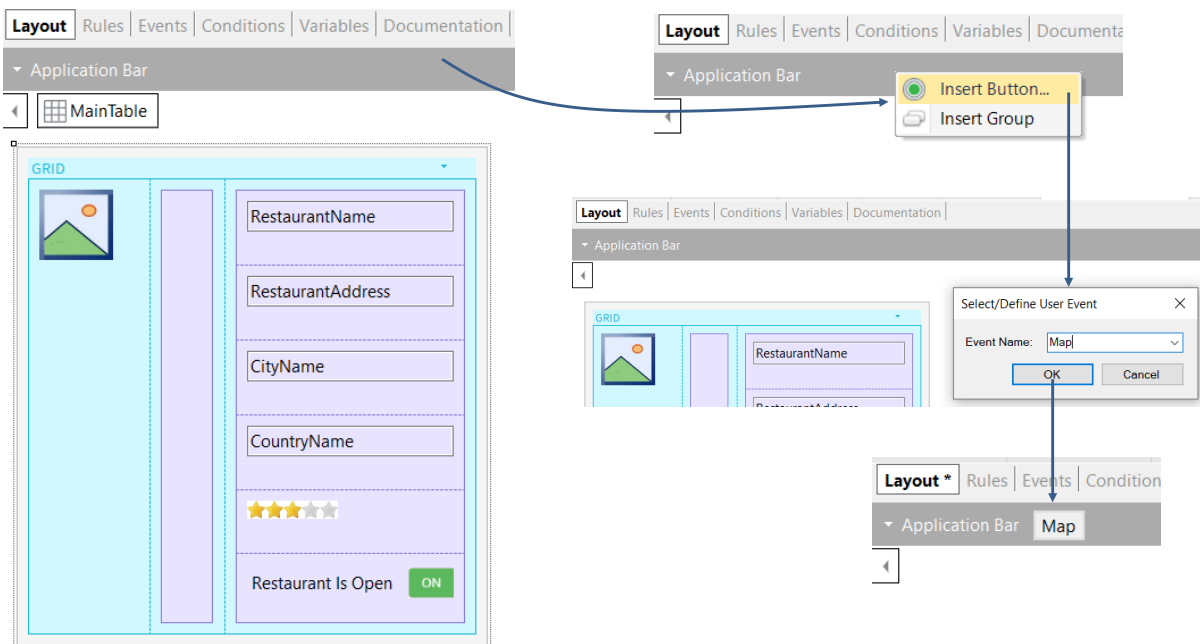 Layout Rules Events Conditions Variables Documentation
Application Bar
MainTable
GRID
RestaurantName
RestaurantAddress
CityName
CountryName
Restaurant Is Open ON
Layout Rules Events Conditions Variables Documenta
Application Bar
Insert Button...
Insert Group
Layout Rules Events Conditions Variables Documentation
Application Bar
GRID
RestaurantName
RestaurantAddress
Select/Define User Event
Event Name: Map
OK Cancel
Layout * Rules Events Condition
Application Bar Map